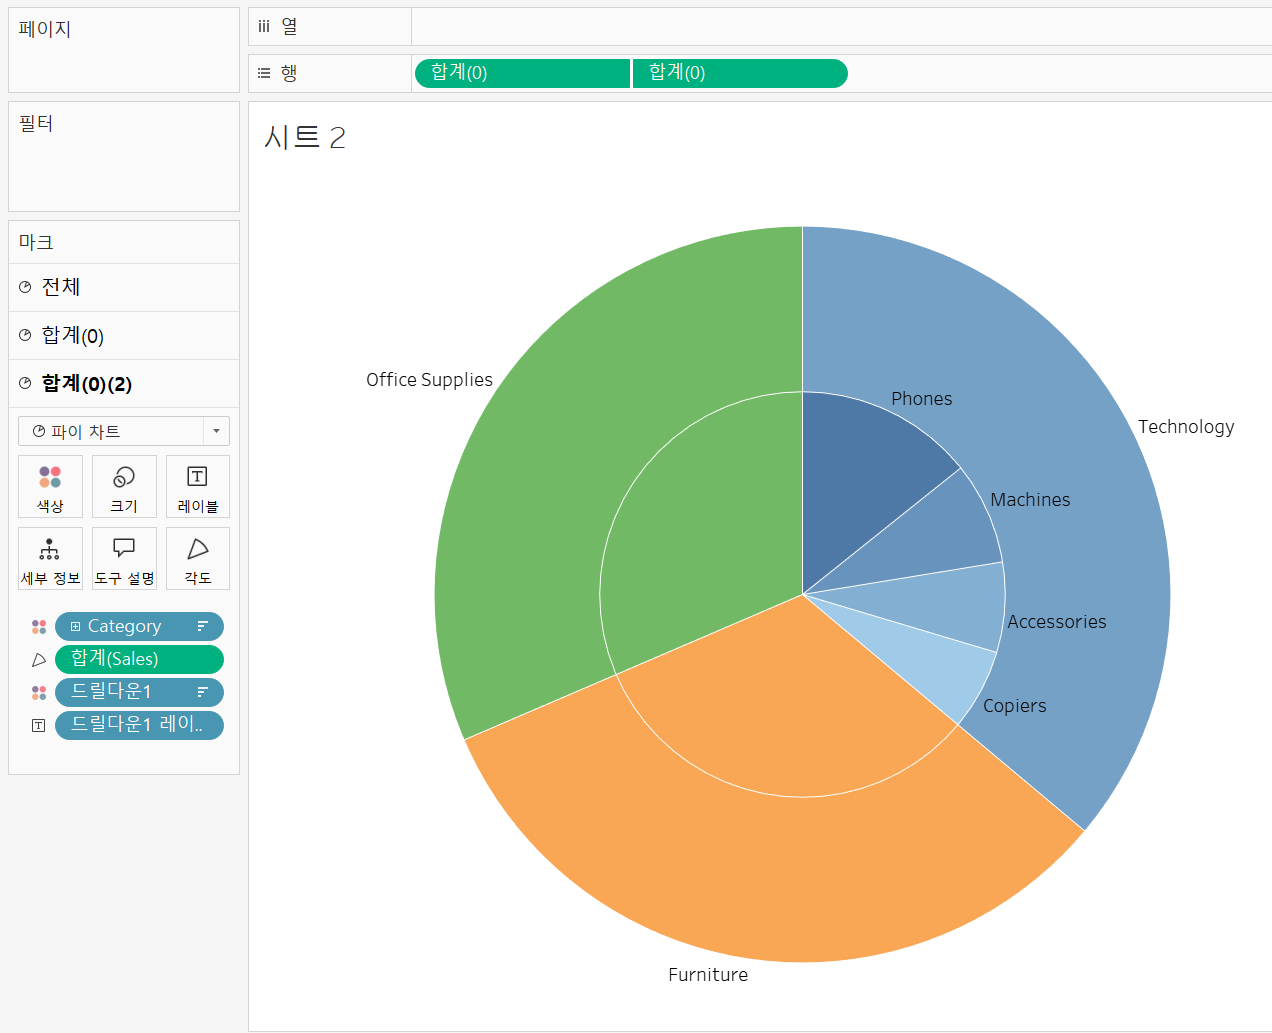 페이지
필터
마크
전체
합계(0)
합계(0)(2)
파이 차트
색상
크기
레이블
세부 정보
도구 설명
각도
Category
합계(Sales)
드릴다운1
드릴다운1 레이..
열
행
합계(0)
합계(0)
시트 2
Office Supplies
Phones
Technology
Machines
Accessories
Copiers
Furniture